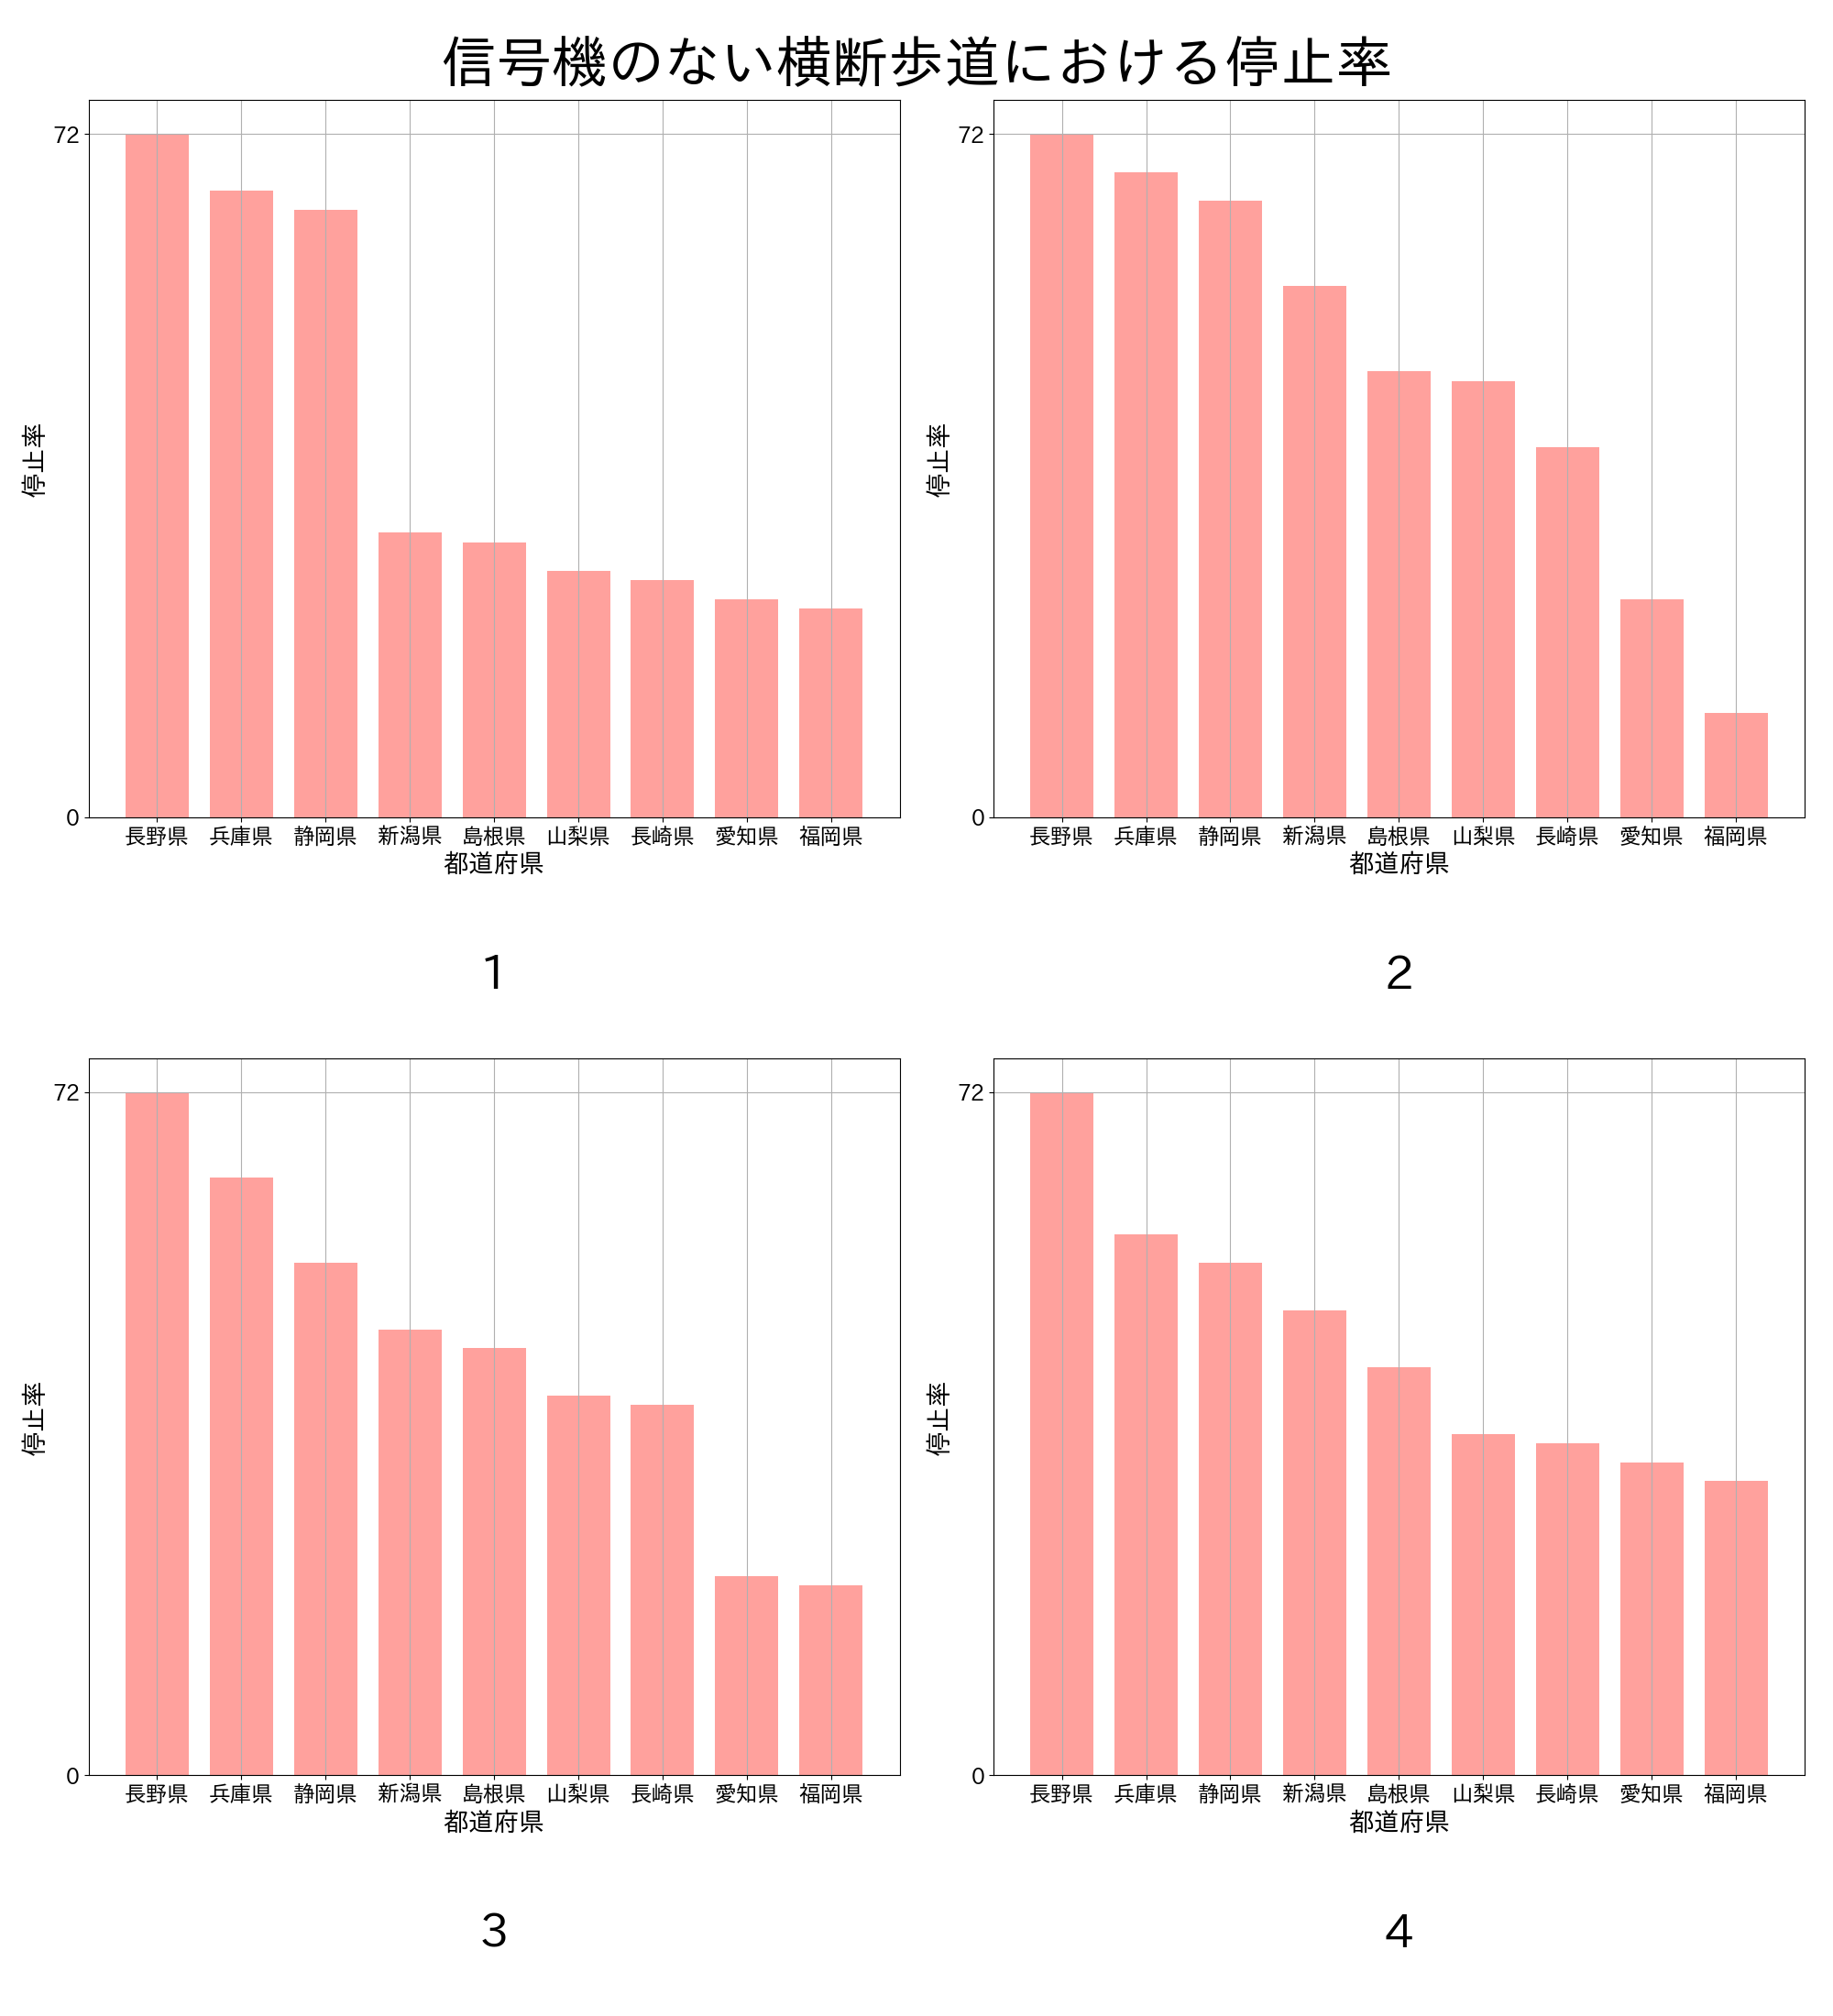 信号機のない横断歩道における停止率
72
0
停止率
長野県 兵庫県 静岡県 新潟県 島根県 山梨県 長崎県 愛知県 福岡県
都道府県
1
72
0
停止率
長野県 兵庫県 静岡県 新潟県 島根県 山梨県 長崎県 愛知県 福岡県
都道府県
2
72
0
停止率
長野県 兵庫県 静岡県 新潟県 島根県 山梨県 長崎県 愛知県 福岡県
都道府県
3
72
0
停止率
長野県 兵庫県 静岡県 新潟県 島根県 山梨県 長崎県 愛知県 福岡県
都道府県
4